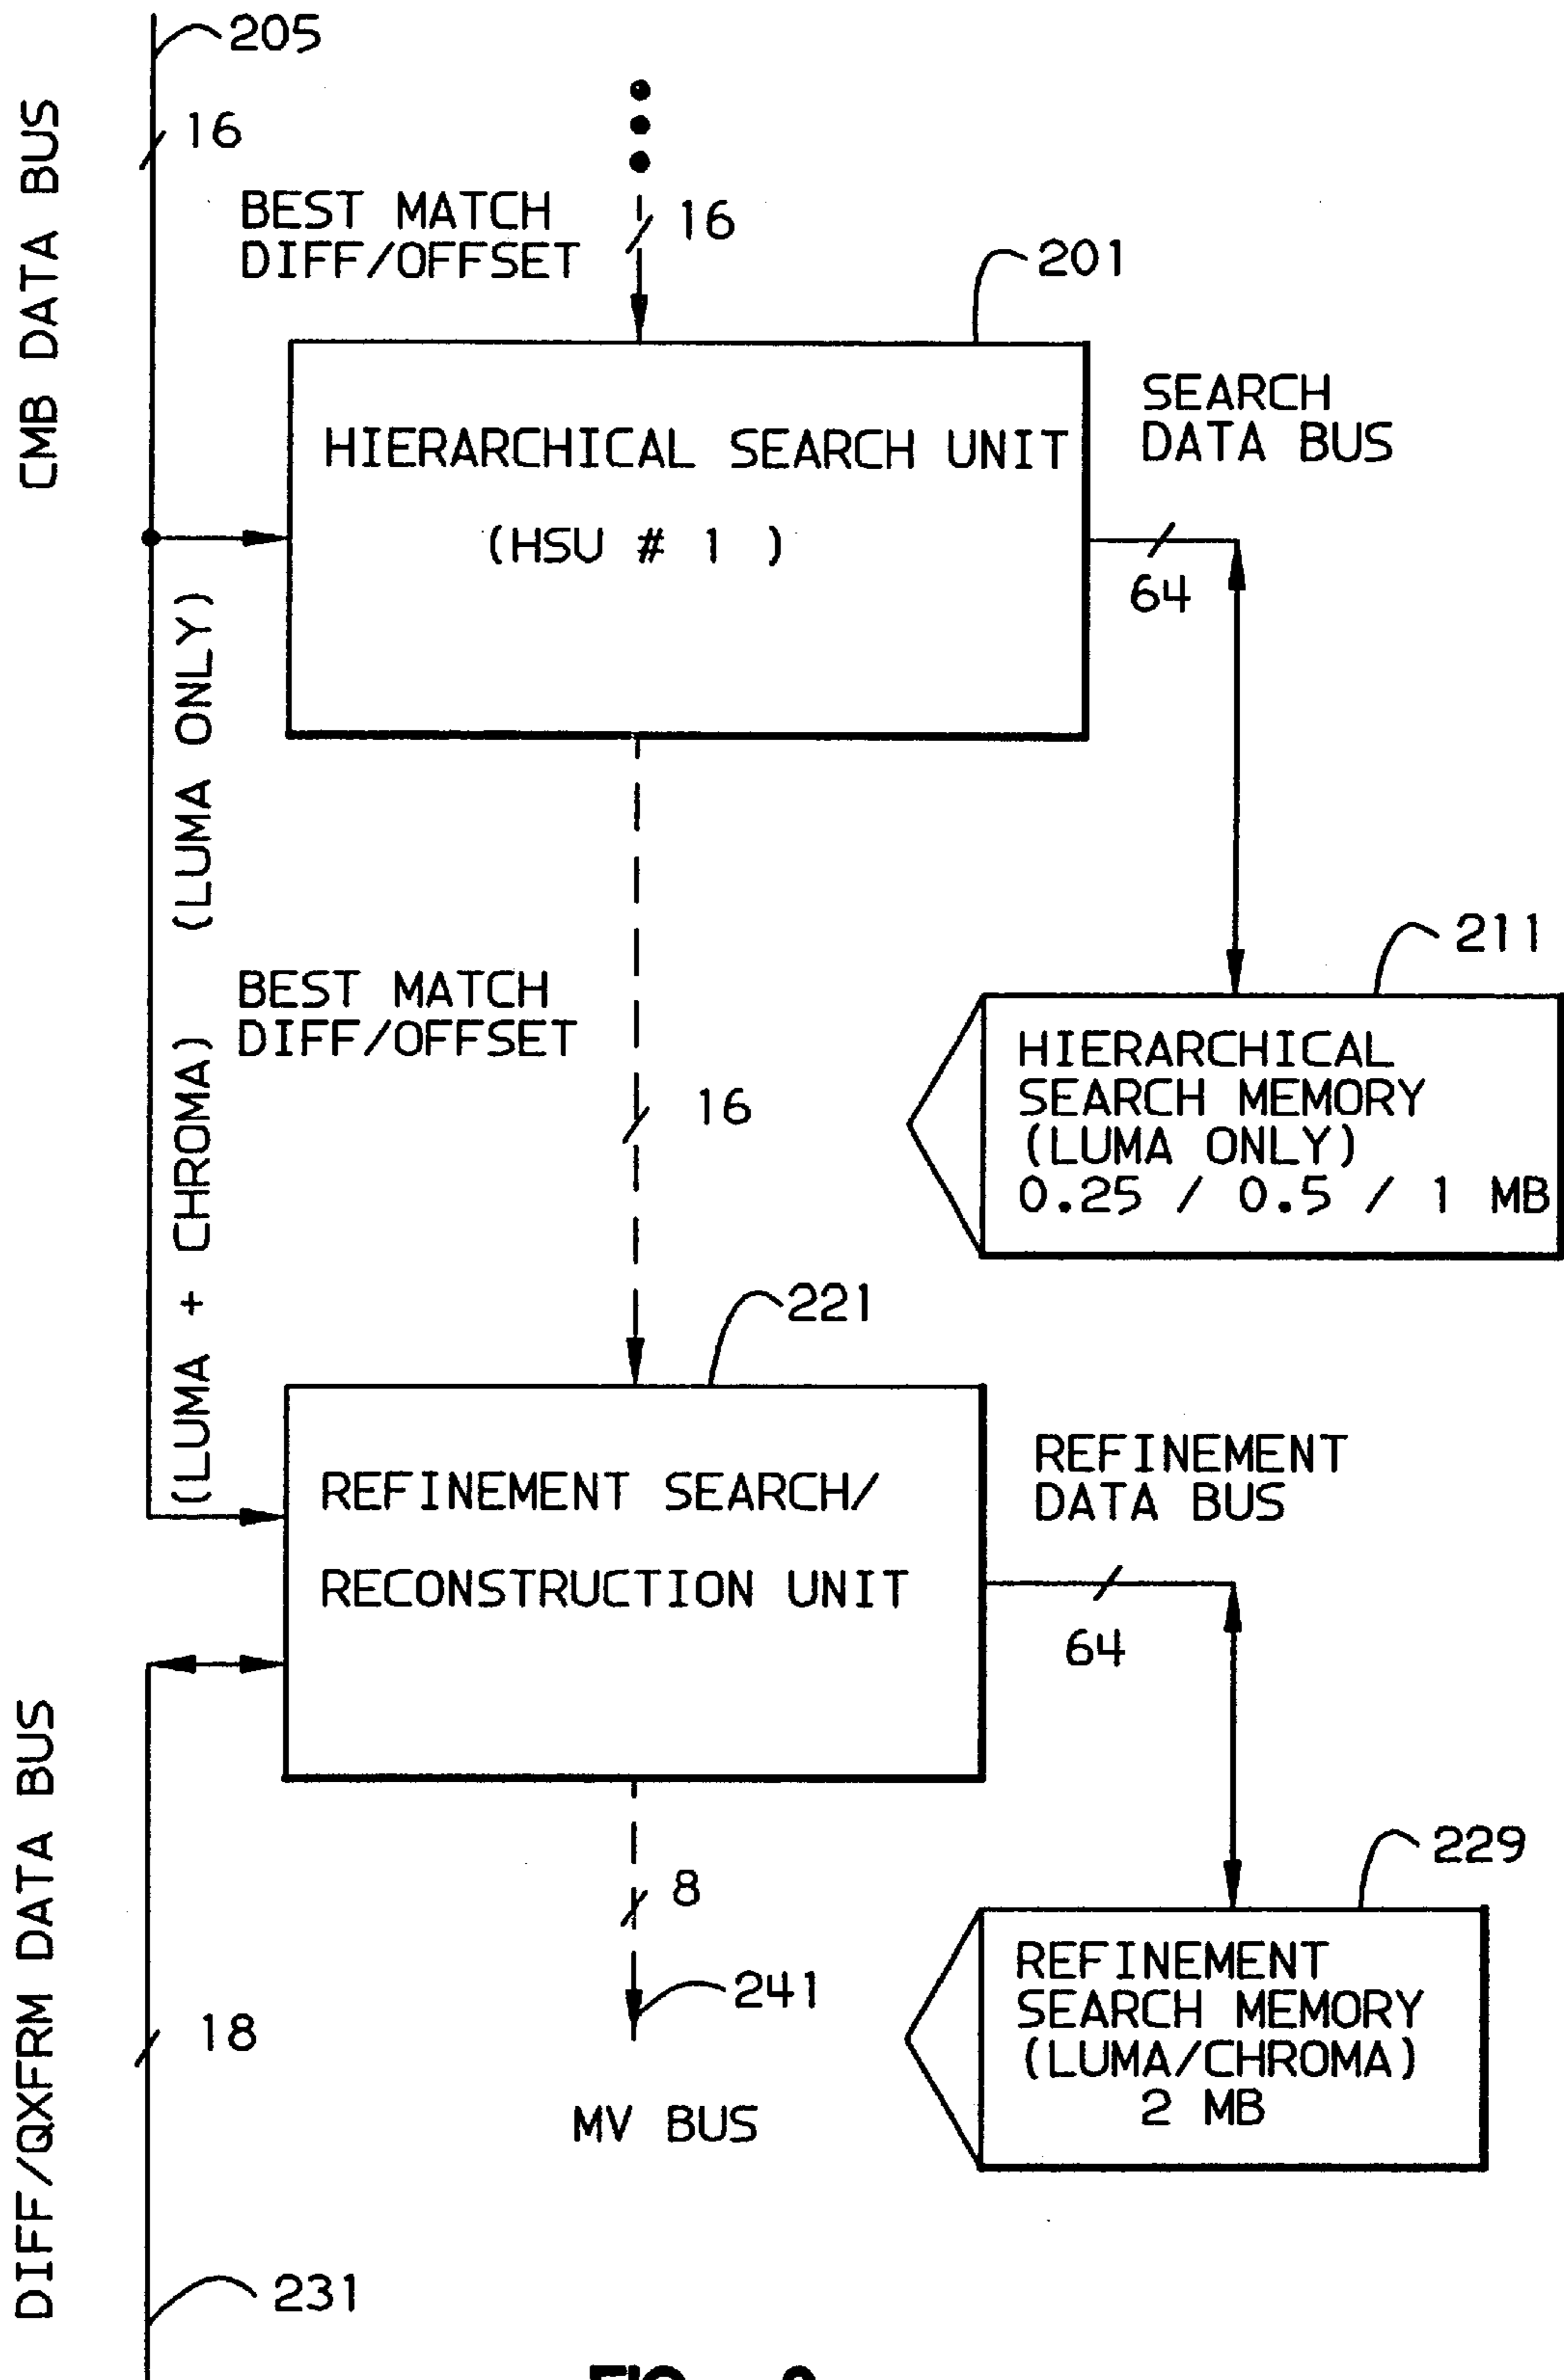 205
CMB DATA BUS
16
BEST MATCH
DIFF/OFFSET
16
201
HIERARCHICAL SEARCH UNIT
(HSU # 1 )
SEARCH
DATA BUS
64
(LUMA ONLY)
BEST MATCH
DIFF/OFFSET
16
211
HIERARCHICAL
SEARCH MEMORY
(LUMA ONLY)
0.25 / 0.5 / 1 MB
(LUMA + CHROMA)
221
REFINEMENT SEARCH/
RECONSTRUCTION UNIT
REFINEMENT
DATA BUS
64
DIFF/QXFRM DATA BUS
18
8
241
MV BUS
229
REFINEMENT
SEARCH MEMORY
(LUMA/CHROMA)
2 MB
231